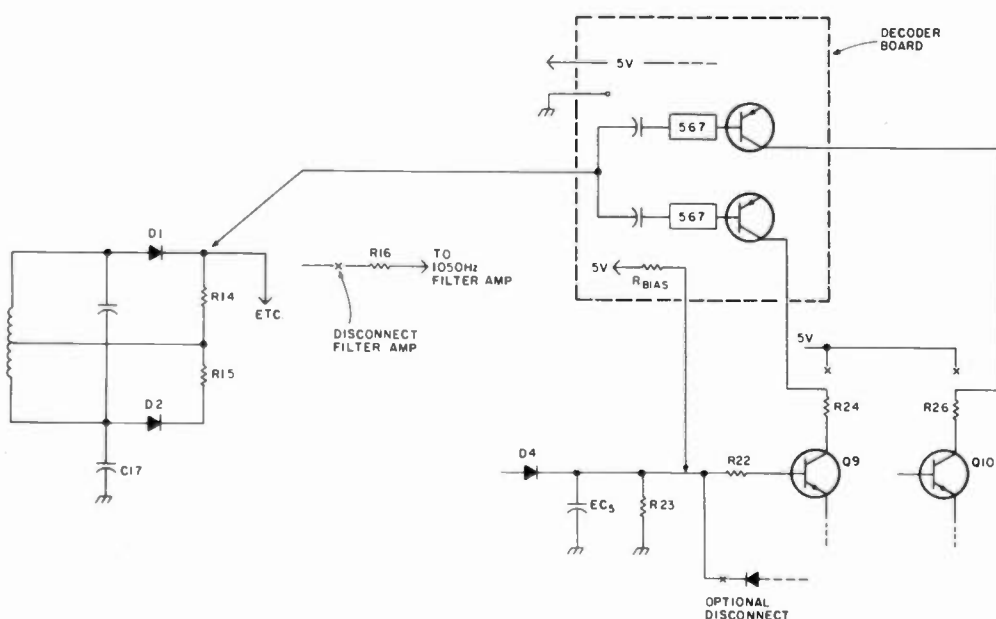 DECODER
BOARD
5V
567
567
D1
R16
TO
1050Hz
FILTER AMP
5V
RBIAS
R14
ETC.
DISCONNECT
FILTER AMP
R15
5V
D2
R24
R26
C17
D4
R22
Q9
Q10
EC5
R23
OPTIONAL
DISCONNECT